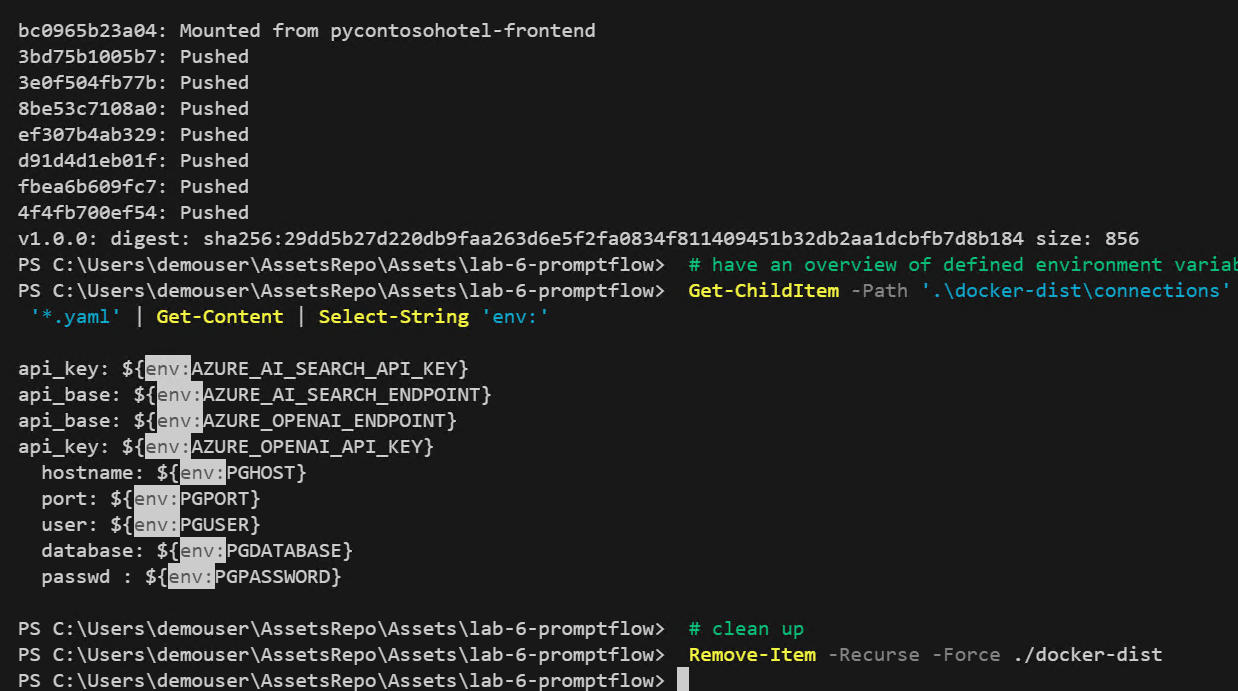 bc0965b23a04: Mounted from pycontosohotel-frontend
3bd75b1005b7: Pushed
3e0f504fb77b: Pushed
8be53c7108a0: Pushed
ef307b4ab329: Pushed
d91d4d1eb01f: Pushed
fbea6b609fc7: Pushed
4f4fb700ef54: Pushed
v1.0.0: digest: sha256:29dd5b27d220db9faa263d6e5f2fa0834f811409451b32db2aa1dcbfb7d8b184 size: 856
PS C:\Users\demouser\AssetsRepo\Assets\lab-6-promptflow>  # have an overview of defined environment variab
PS C:\Users\demouser\AssetsRepo\Assets\lab-6-promptflow>  Get-ChildItem -Path '.\docker-dist\connections'
'*.yaml' | Get-Content | Select-String 'env:'
api_key: ${env:AZURE_AI_SEARCH_API_KEY}
api_base: ${env:AZURE_AI_SEARCH_ENDPOINT}
api_base: ${env:AZURE_OPENAI_ENDPOINT}
api_key: ${env:AZURE_OPENAI_API_KEY}
  hostname: ${env:PGHOST}
  port: ${env:PGPORT}
  user: ${env:PGUSER}
  database: ${env:PGDATABASE}
  passwd : ${env:PGPASSWORD}
PS C:\Users\demouser\AssetsRepo\Assets\lab-6-promptflow>  # clean up
PS C:\Users\demouser\AssetsRepo\Assets\lab-6-promptflow>  Remove-Item -Recurse -Force ./docker-dist
PS C:\Users\demouser\AssetsRepo\Assets\lab-6-promptflow>